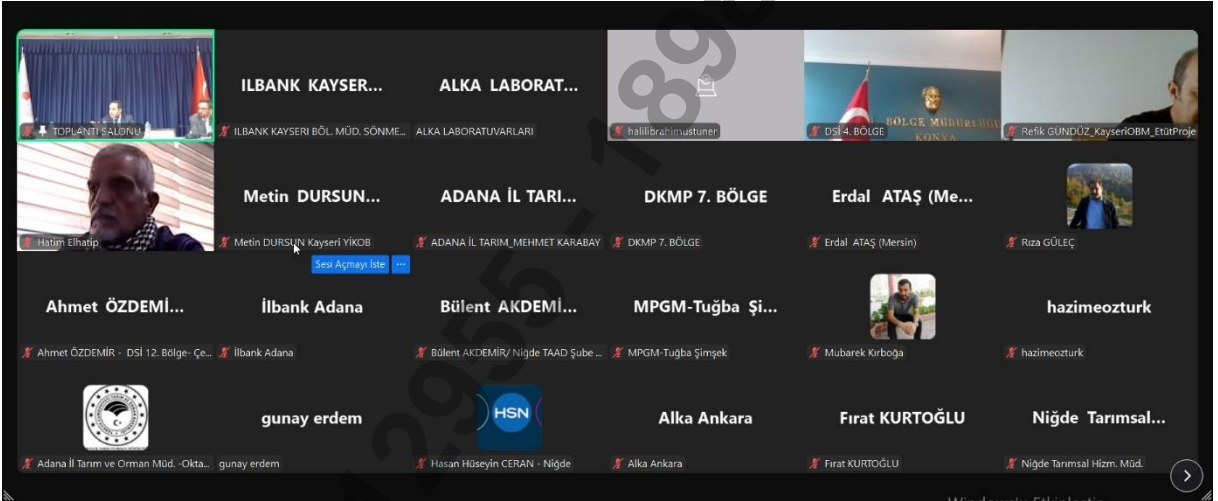 ILBANK KAYSER...
ALKA LABORAT...
TOPLANTI SALONU
ILBANK KAYSERI BÖL. MÜD. SÖNME...
ALKA LABORATUVARLARI
halilibrahimustuner
DSİ 4. BÖLGE
BÖLGE MÜDÜRLÜĞÜ
KONYA
Refik GÜNDÜZ_KayseriOBM_EtütProje
Metin DURSUN...
ADANA İL TARI...
DKMP 7. BÖLGE
Erdal ATAŞ (Me...
Hatim Elhatip
Metin DURSUN Kayseri YİKOB
ADANA İL TARIM_MEHMET KARABAY
DKMP 7. BÖLGE
Erdal ATAŞ (Mersin)
Rıza GÜLEÇ
Sesi Açmayı İste ...
Ahmet ÖZDEMİ...
İlbank Adana
Bülent AKDEMİ...
MPGM-Tuğba Şi...
hazimeozturk
Ahmet ÖZDEMİR - DSİ 12. Bölge- Çe...
İlbank Adana
Bülent AKDEMİR/ Niğde TAAD Şube ...
MPGM-Tuğba Şimşek
Mubarek Kırboğa
hazimeozturk
gunay erdem
HSN
Alka Ankara
Fırat KURTOĞLU
Niğde Tarımsal...
Adana İl Tarım ve Orman Müd. -Okta...
gunay erdem
Hasan Hüseyin CERAN - Niğde
Alka Ankara
Fırat KURTOĞLU
Niğde Tarımsal Hizm. Müd.